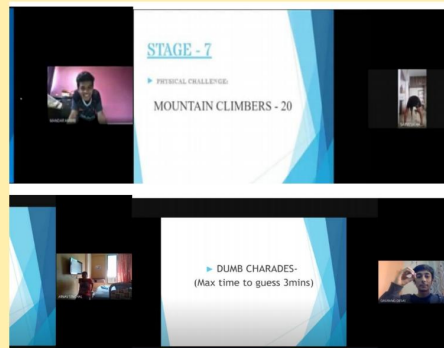 STAGE - 7
PHYSICAL CHALLENGE:
MOUNTAIN CLIMBERS - 20
DUMB CHARADES-
(Max time to guess 3mins)